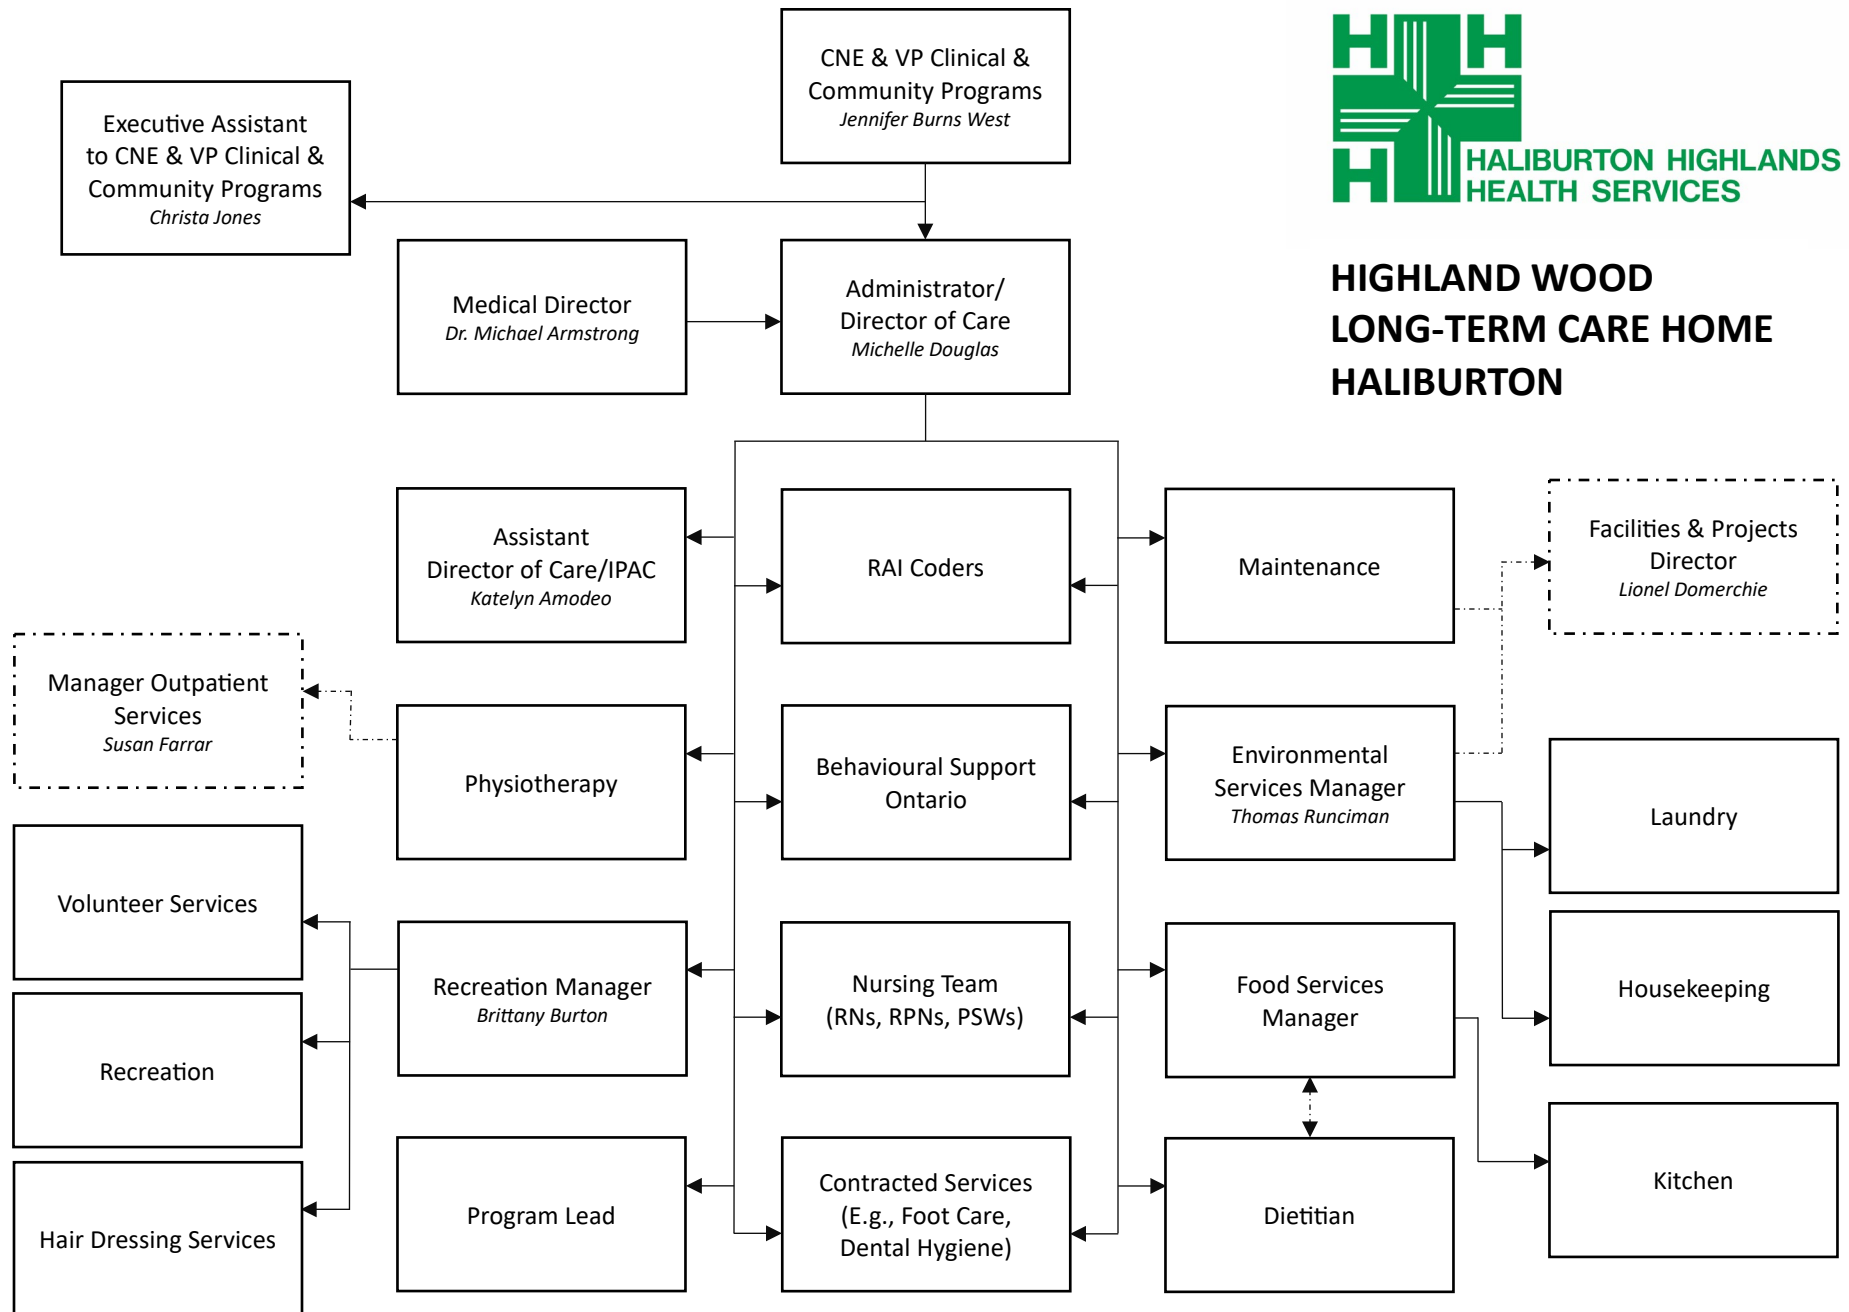 CNE & VP Clinical &
Community Programs
Jennifer Burns West
Executive Assistant
to CNE & VP Clinical &
Community Programs
Christa Jones
H H
H
HALIBURTON HIGHLANDS
HEALTH SERVICES
HIGHLAND WOOD
LONG-TERM CARE HOME
HALIBURTON
Medical Director
Dr. Michael Armstrong
Administrator/
Director of Care
Michelle Douglas
Assistant
Director of Care/IPAC
Katelyn Amodeo
RAI Coders
Maintenance
Facilities & Projects
Director
Lionel Domerchie
Manager Outpatient
Services
Susan Farrar
Physiotherapy
Behavioural Support
Ontario
Environmental
Services Manager
Thomas Runciman
Laundry
Volunteer Services
Recreation Manager
Brittany Burton
Nursing Team
(RNs, RPNs, PSWs)
Food Services
Manager
Housekeeping
Recreation
Hair Dressing Services
Program Lead
Contracted Services
(E.g., Foot Care,
Dental Hygiene)
Dietitian
Kitchen